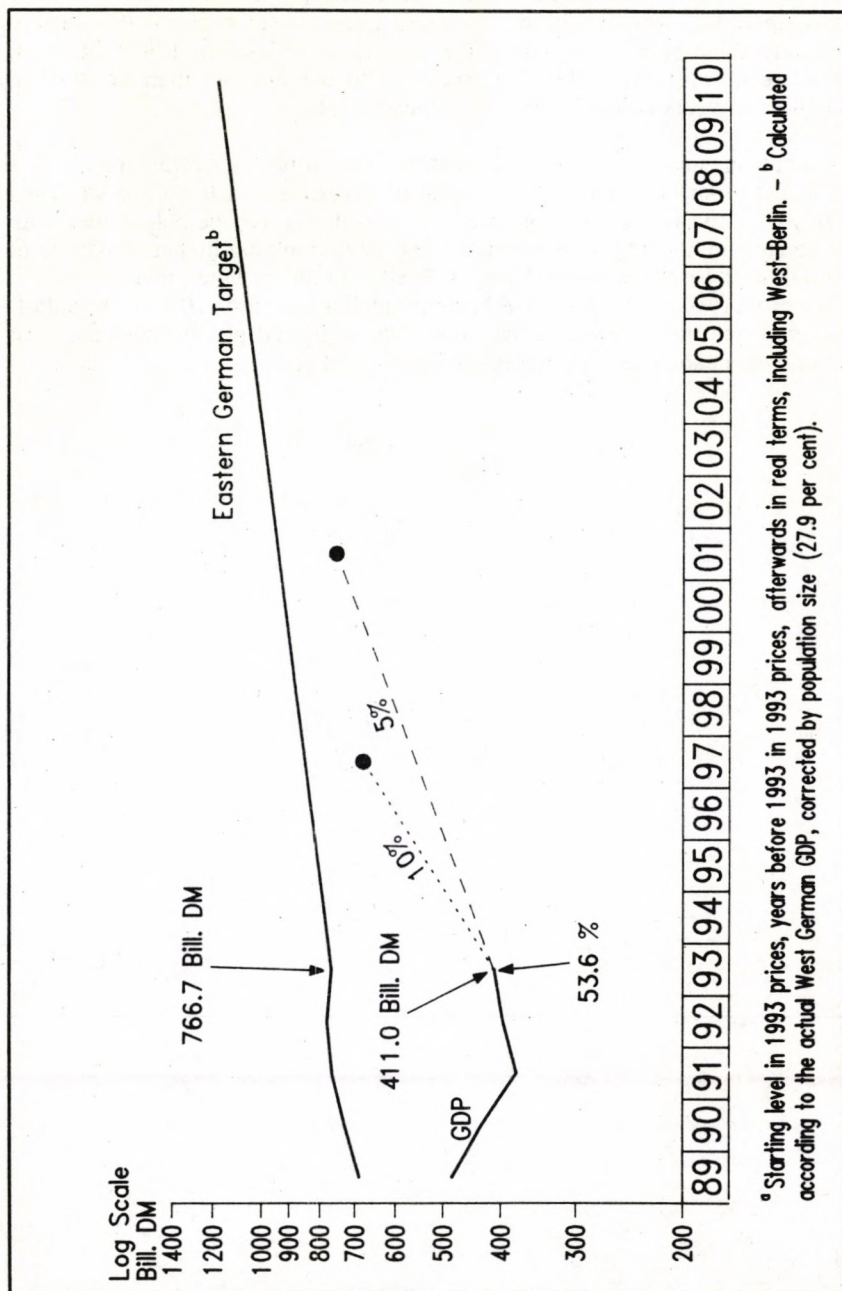 Log Scale
Bill. DM
1400
1200
1000
900
800
700
600
500
400
300
200
766.7 Bill. DM
Eastern German Target^b
10%
5%
411.0 Bill. DM
GDP
53.6 %
89 90 91 92 93 94 95 96 97 98 99 00 01 02 03 04 05 06 07 08 09 10
^a Starting level in 1993 prices, years before 1993 in 1993 prices, afterwards in real terms, including West-Berlin. – ^b Calculated
according to the actual West German GDP, corrected by population size (27.9 per cent).